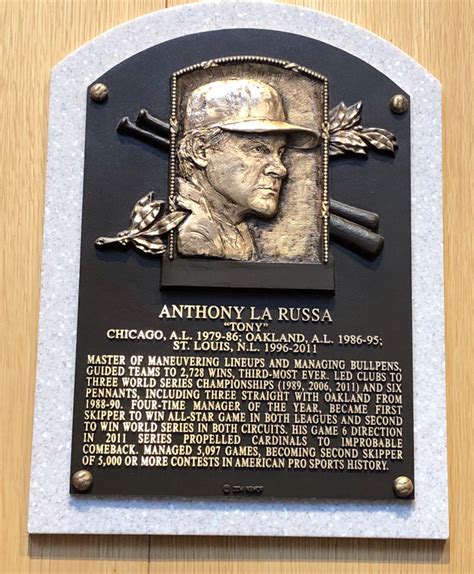 ANTHONY LA RUSSA
"TONY"
CHICAGO, A.L. 1979-86; OAKLAND, A.L. 1986-95;
ST. LOUIS, N.L. 1996-2011
MASTER OF MANEUVERING LINEUPS AND MANAGING BULLPENS,
GUIDED TEAMS TO 2,728 WINS, THIRD-MOST EVER. LED CLUBS TO
THREE WORLD SERIES CHAMPIONSHIPS (1989, 2006, 2011) AND SIX
PENNANTS, INCLUDING THREE STRAIGHT WITH OAKLAND FROM
1988-90. FOUR-TIME MANAGER OF THE YEAR, BECAME FIRST
SKIPPER TO WIN ALL-STAR GAME IN BOTH LEAGUES AND SECOND
TO WIN WORLD SERIES IN BOTH CIRCUITS. HIS GAME 6 DIRECTION
IN 2011 SERIES PROPELLED CARDINALS TO IMPROBABLE
COMEBACK. MANAGED 5,097 GAMES, BECOMING SECOND SKIPPER
OF 5,000 OR MORE CONTESTS IN AMERICAN PRO SPORTS HISTORY.